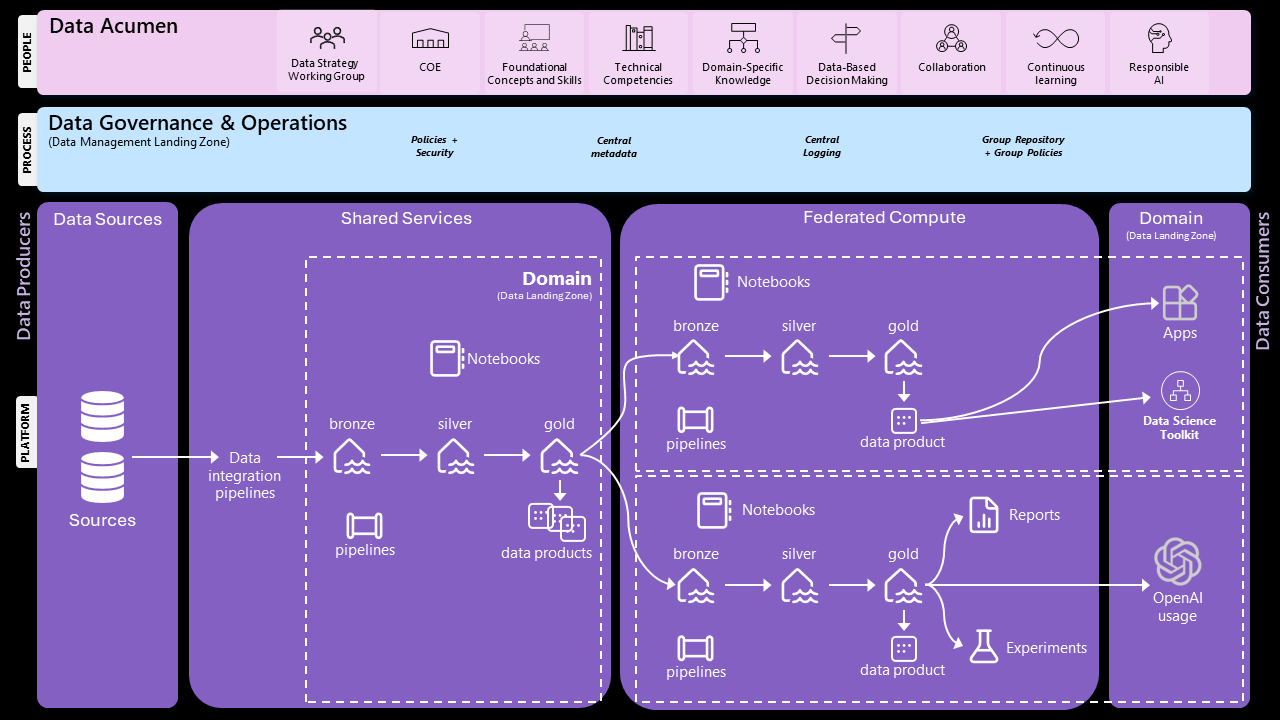 PEOPLE
Data Acumen
Data Strategy
Working Group
COE
Foundational
Concepts and Skills
Technical
Competencies
Domain-Specific
Knowledge
Data-Based
Decision Making
Collaboration
Continuous
learning
Responsible
AI
PROCESS
Data Governance & Operations
(Data Management Landing Zone)
Policies +
Security
Central
metadata
Central
Logging
Group Repository
+ Group Policies
PLATFORM
Data Producers
Data Sources
Sources
Shared Services
Data
integration
pipelines
Domain
(Data Landing Zone)
Notebooks
bronze
silver
gold
pipelines
data products
Federated Compute
Notebooks
bronze
silver
gold
pipelines
data product
Notebooks
bronze
silver
gold
pipelines
data product
Reports
Experiments
Domain
(Data Landing Zone)
Apps
Data Science
Toolkit
OpenAI
usage
Data Consumers